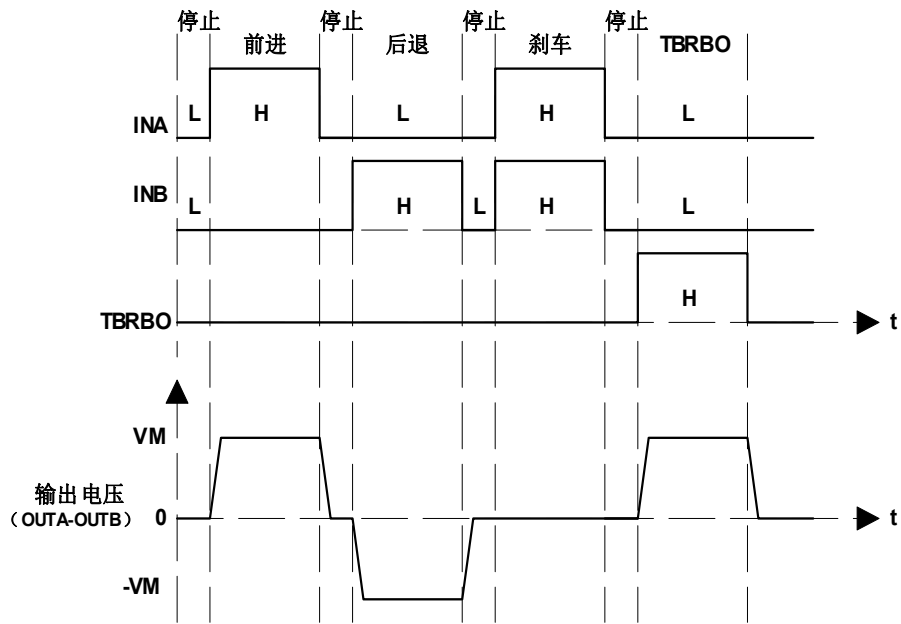 停止 停止 停止 停止
前进 后退 刹车 TBRBO
L H L H L
INA
INB
L H L H L
H
TBRBO t
VM
输出电压
（OUTA-OUTB） 0 t
-VM